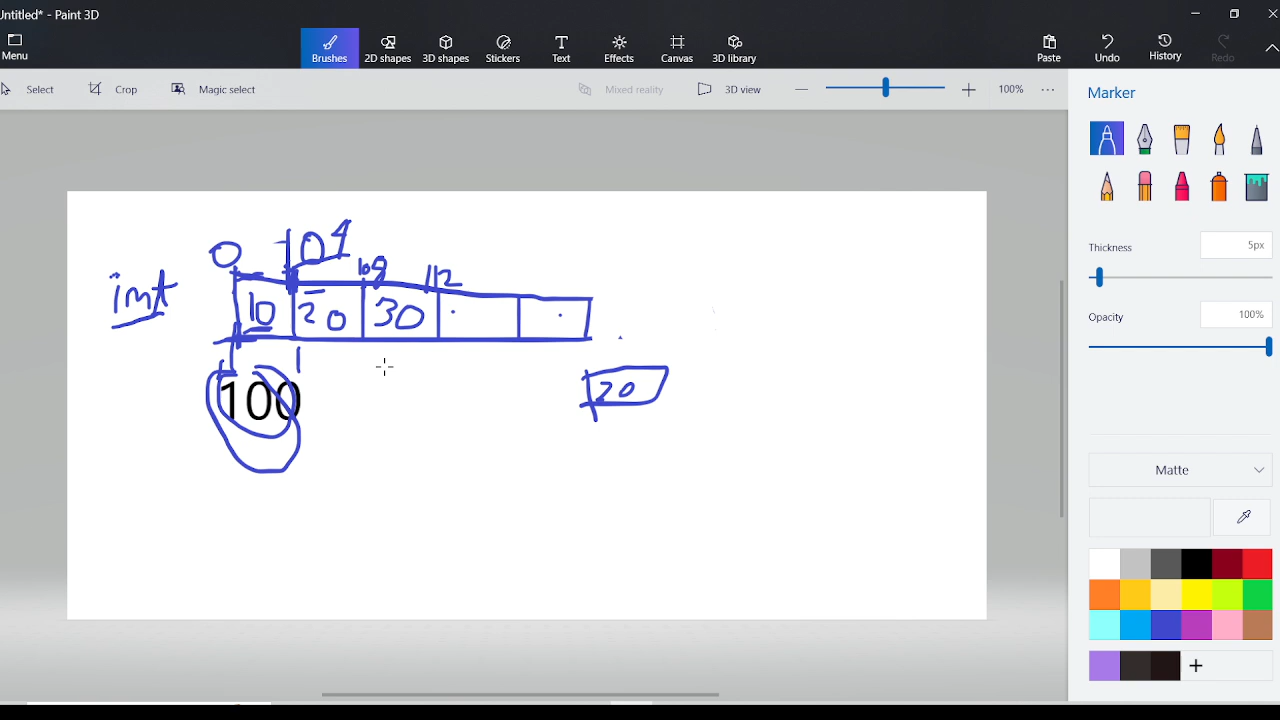 Untitled* - Paint 3D
Menu
Brushes
2D shapes
3D shapes
Stickers
Text
Effects
Canvas
3D library
Paste
Undo
History
Redo
Select
Crop
Magic select
Mixed reality
3D view
100%
Marker
Thickness
5px
Opacity
100%
Matte
0
104
108
112
int
10
20
30
1
100
20